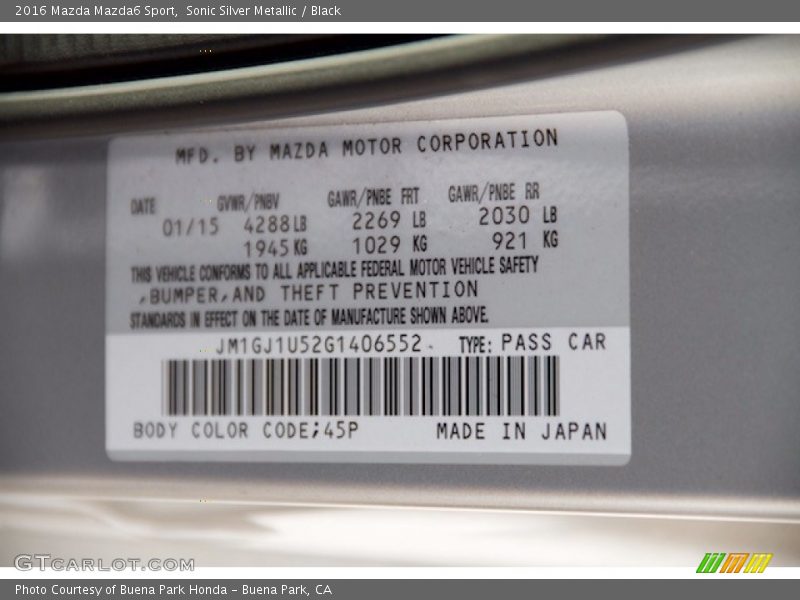 2016 Mazda Mazda6 Sport,  Sonic Silver Metallic / Black
MFD. BY MAZDA MOTOR CORPORATION
DATE GVWR/PNBV GAWR/PNBE FRT GAWR/PNBE RR
01/15 4288 LB 2269 LB 2030 LB
1945 KG 1029 KG 921 KG
THIS VEHICLE CONFORMS TO ALL APPLICABLE FEDERAL MOTOR VEHICLE SAFETY
,BUMPER,AND THEFT PREVENTION
STANDARDS IN EFFECT ON THE DATE OF MANUFACTURE SHOWN ABOVE.
JM1GJ1U52G1406552 TYPE: PASS CAR
BODY COLOR CODE;45P MADE IN JAPAN
GTCARLOT.COM
Photo Courtesy of Buena Park Honda - Buena Park, CA